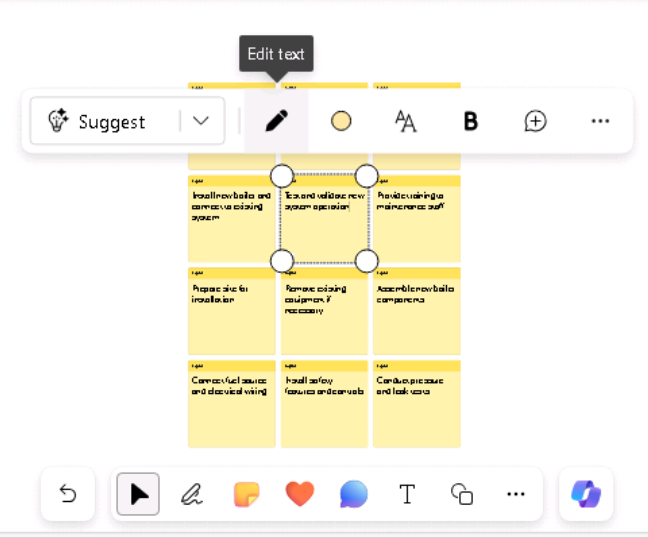 Edit text
Suggest
B
Install new boiler and
connect to existing
system
Test and validate new
system operation
Provide training to
maintenance staff
Prepare site for
installation
Remove existing
equipment if
necessary
Assemble new boiler
components
Connect fuel source
and electrical wiring
Install safety
features and controls
Conduct pressure
and leak tests
T